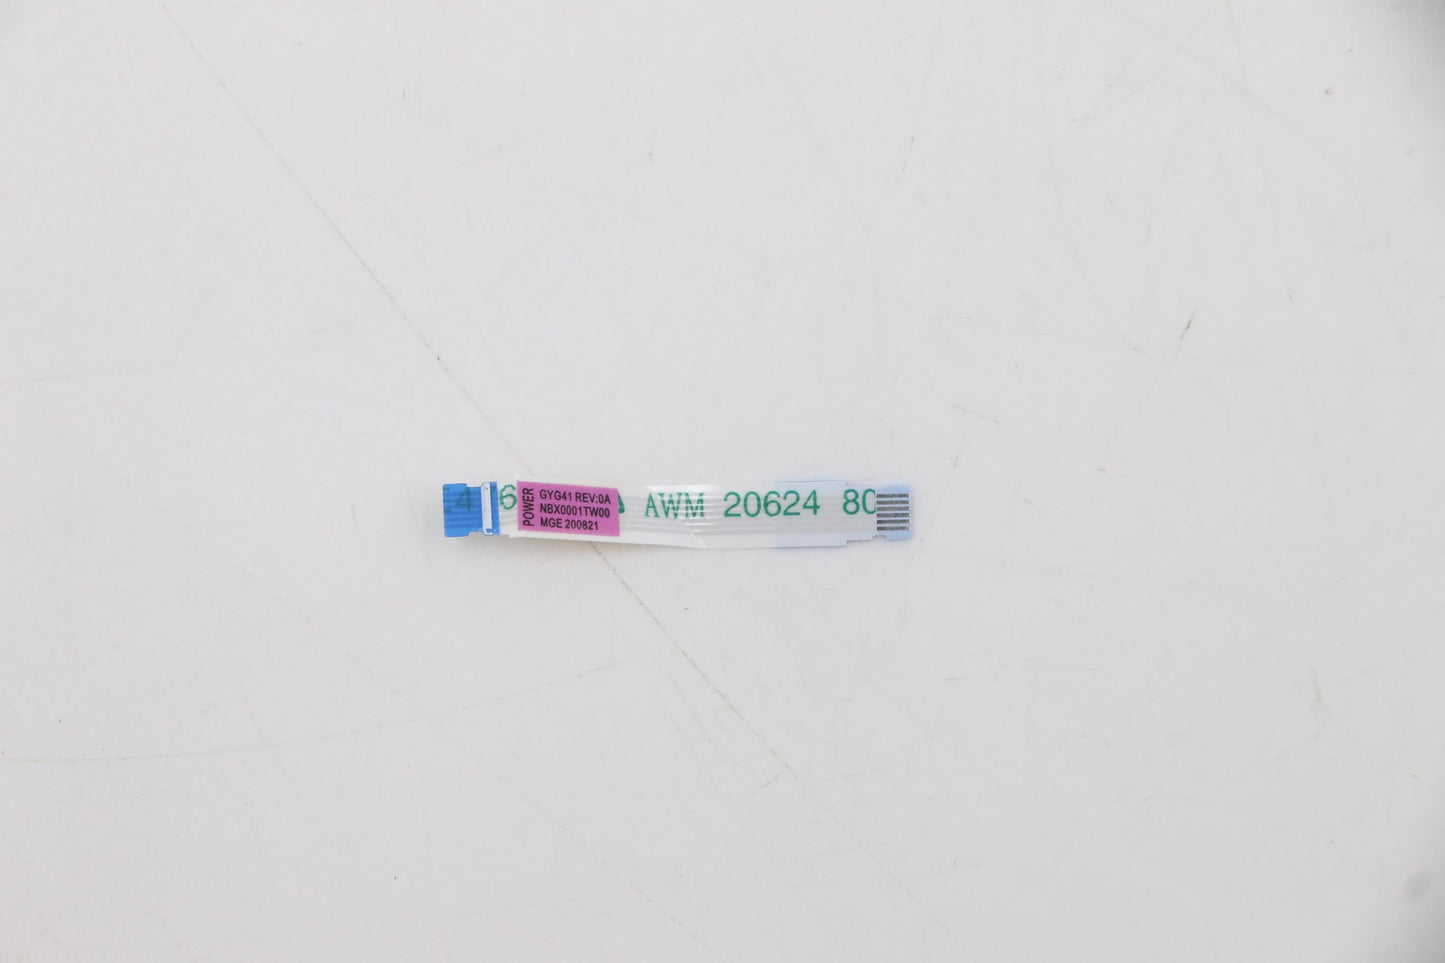 POWER
GYG41 REV:0A
NBX0001TW00
MGE 200821
AWM 20624 80